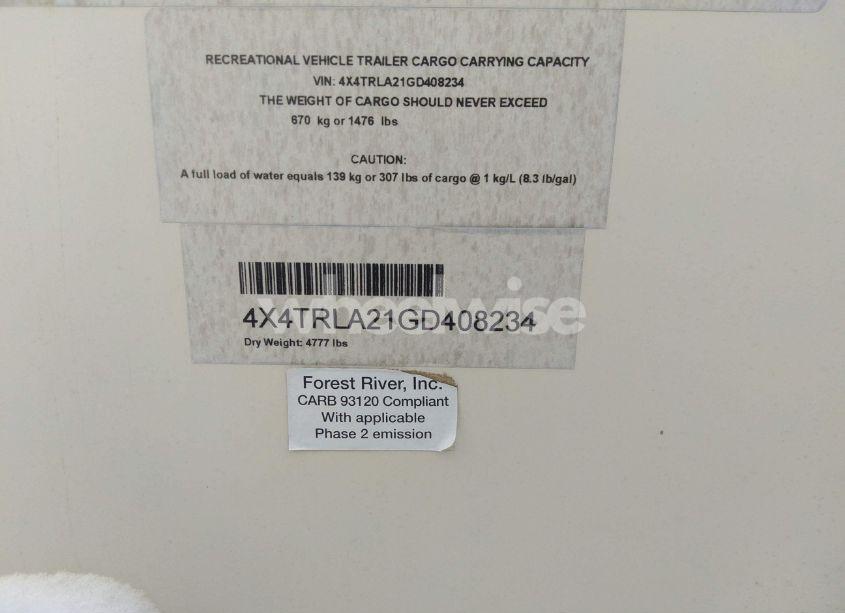 RECREATIONAL VEHICLE TRAILER CARGO CARRYING CAPACITY
VIN: 4X4TRLA21GD408234
THE WEIGHT OF CARGO SHOULD NEVER EXCEED
670 kg or 1476 lbs
CAUTION:
A full load of water equals 139 kg or 307 lbs of cargo @ 1 kg/L (8.3 lb/gal)
wheelwise
4X4TRLA21GD408234
Dry Weight: 4777 lbs
Forest River, Inc.
CARB 93120 Compliant
With applicable
Phase 2 emission